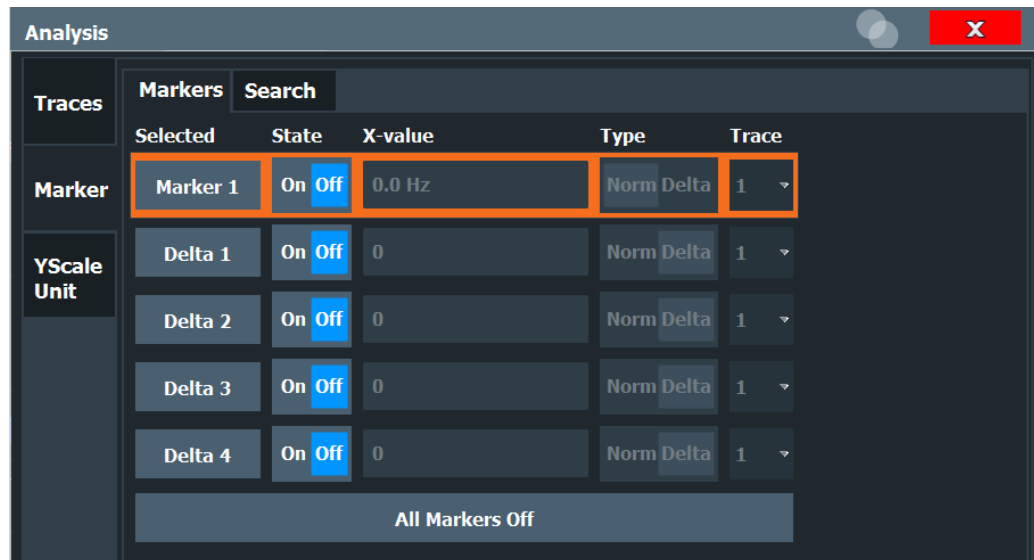 Analysis X
Traces
Marker
YScale
Unit
Markers Search
Selected State X-value Type Trace
Marker 1 On Off 0.0 Hz Norm Delta 1
Delta 1 On Off 0 Norm Delta 1
Delta 2 On Off 0 Norm Delta 1
Delta 3 On Off 0 Norm Delta 1
Delta 4 On Off 0 Norm Delta 1
All Markers Off